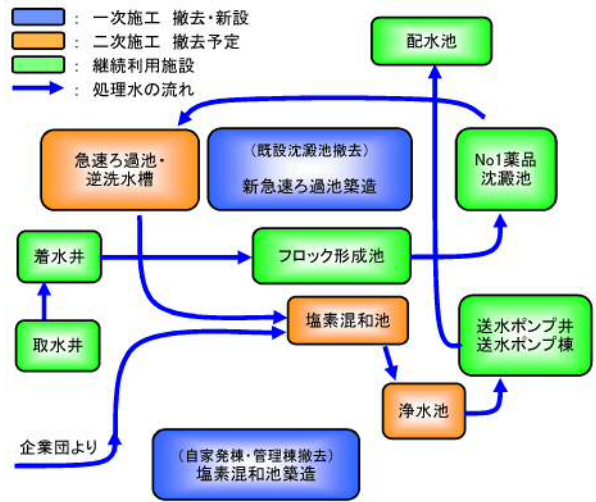 ： 一次施工 撤去・新設
： 二次施工 撤去予定
： 継続利用施設
： 処理水の流れ
配水池
急速ろ過池・
逆洗水槽
（既設沈澱池撤去）
新急速ろ過池築造
No1薬品
沈澱池
着水井
フロック形成池
取水井
塩素混和池
送水ポンプ井
送水ポンプ棟
浄水池
企業団より
（自家発棟・管理棟撤去）
塩素混和池築造